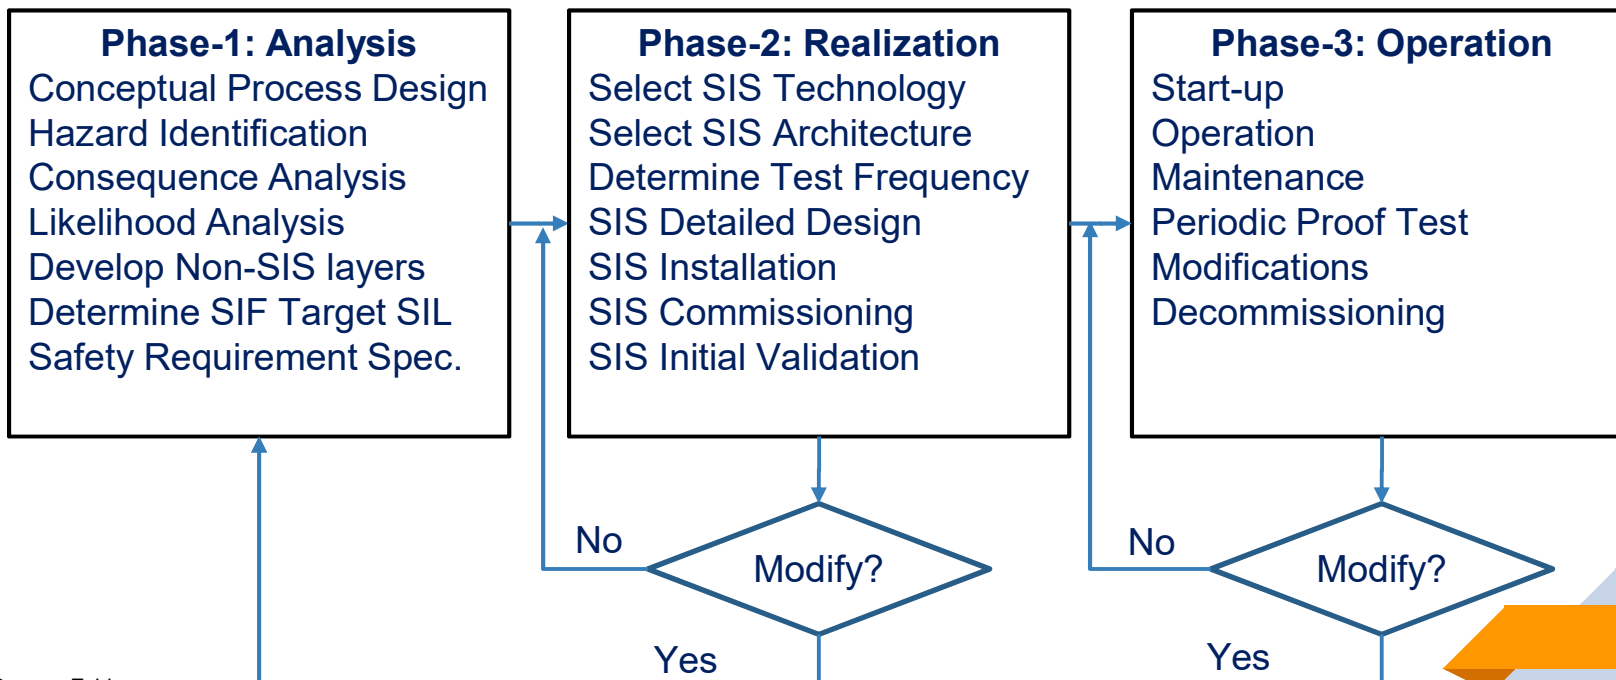 Phase-1: Analysis
Conceptual Process Design
Hazard Identification
Consequence Analysis
Likelihood Analysis
Develop Non-SIS layers
Determine SIF Target SIL
Safety Requirement Spec.
Phase-2: Realization
Select SIS Technology
Select SIS Architecture
Determine Test Frequency
SIS Detailed Design
SIS Installation
SIS Commissioning
SIS Initial Validation
Phase-3: Operation
Start-up
Operation
Maintenance
Periodic Proof Test
Modifications
Decommissioning
No
Modify?
Yes
No
Modify?
Yes